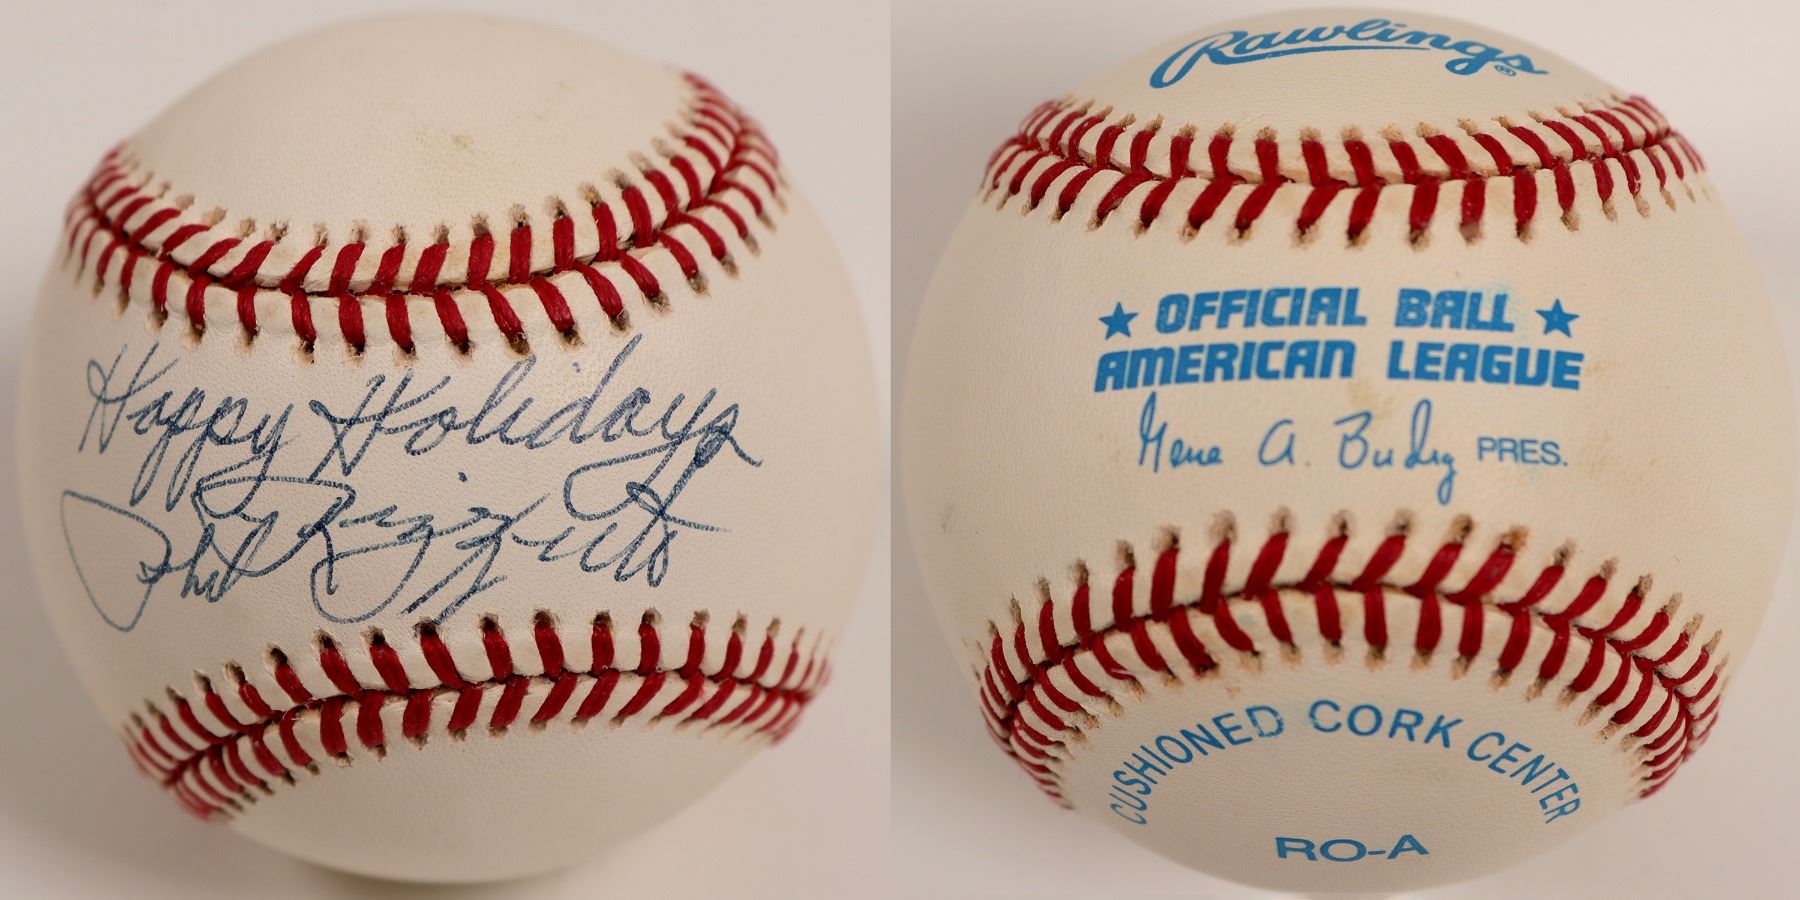 Happy Holidays
Phil Rizzuto
Rawlings®
★ OFFICIAL BALL ★
AMERICAN LEAGUE
Gene A. Budig PRES.
CUSHIONED CORK CENTER
RO-A